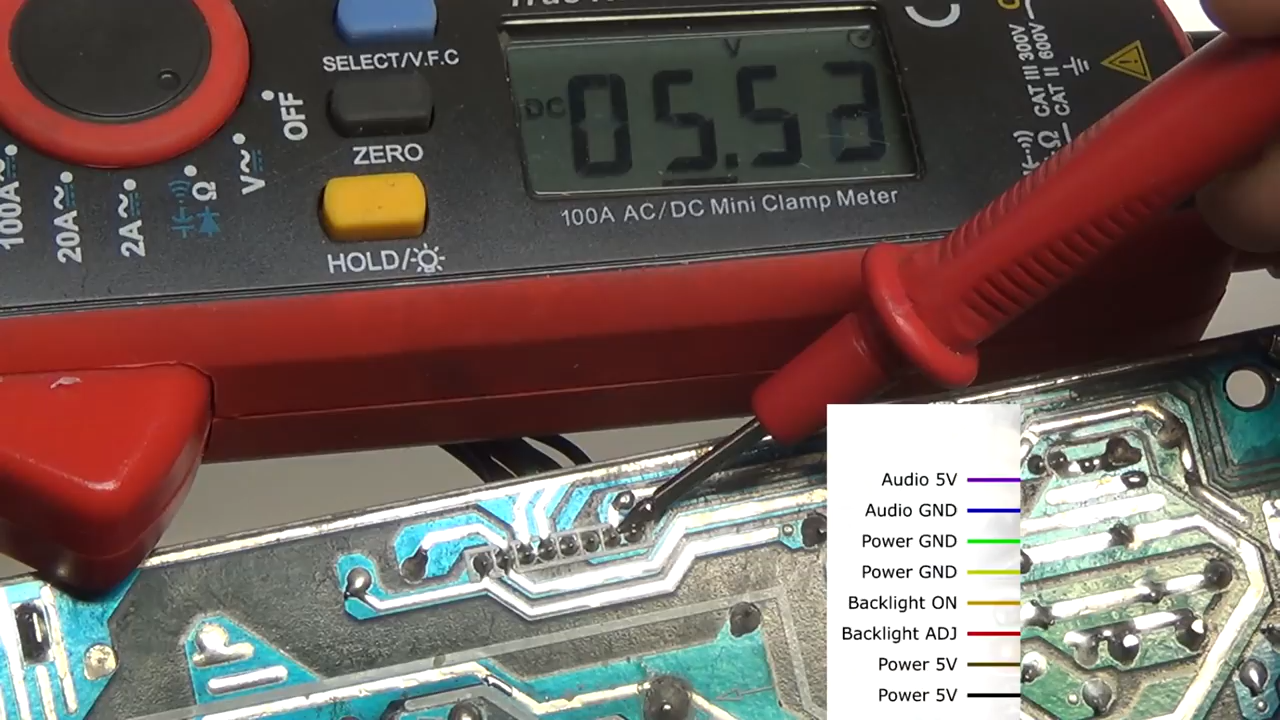 SELECT/V.F.C
ZERO
HOLD/
OFF
V
Ω
2A
20A
100A
V
DC
05.53
100A AC/DC Mini Clamp Meter
CAT III 300V
CAT II 600V
Ω
Audio 5V
Audio GND
Power GND
Power GND
Backlight ON
Backlight ADJ
Power 5V
Power 5V